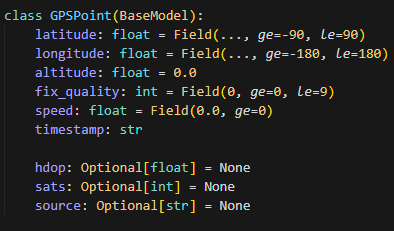 class GPSPoint(BaseModel):
    latitude: float = Field(..., ge=-90, le=90)
    longitude: float = Field(..., ge=-180, le=180)
    altitude: float = 0.0
    fix_quality: int = Field(0, ge=0, le=9)
    speed: float = Field(0.0, ge=0)
    timestamp: str

    hdop: Optional[float] = None
    sats: Optional[int] = None
    source: Optional[str] = None